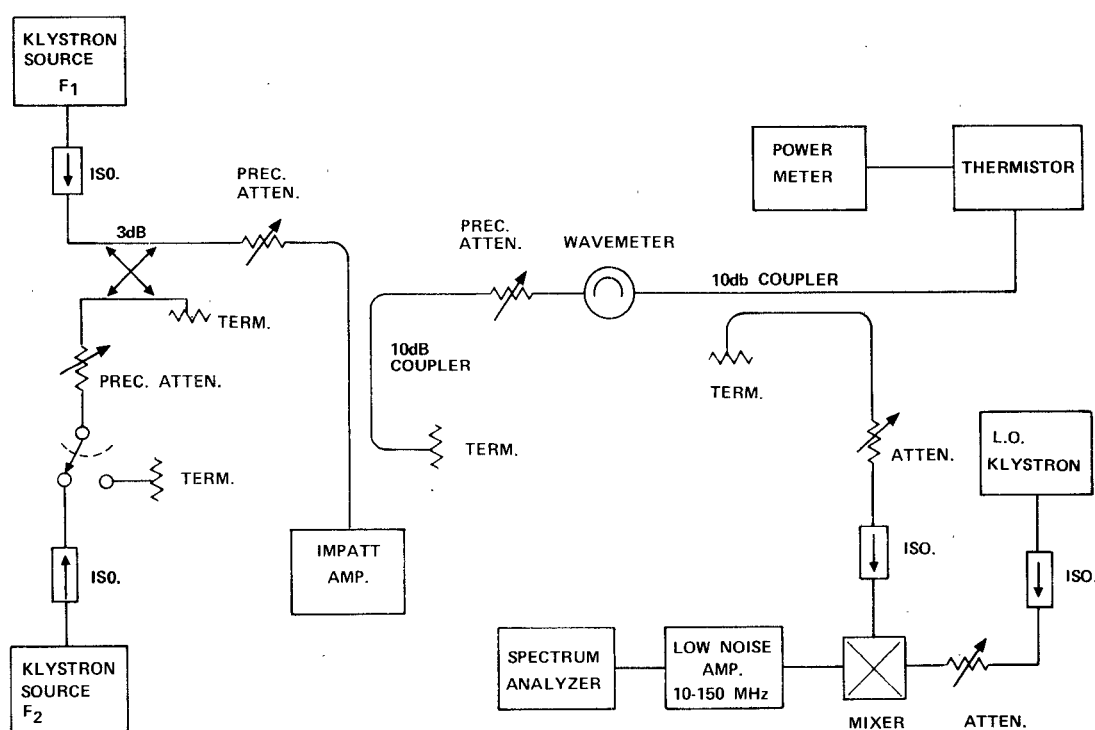 KLYSTRON
SOURCE
F1
ISO.
3dB
PREC.
ATTEN.
TERM.
PREC. ATTEN.
TERM.
ISO.
KLYSTRON
SOURCE
F2
IMPATT
AMP.
10dB
COUPLER
TERM.
PREC.
ATTEN.
WAVEMETER
10db COUPLER
POWER
METER
THERMISTOR
TERM.
ATTEN.
ISO.
L.O.
KLYSTRON
ISO.
SPECTRUM
ANALYZER
LOW NOISE
AMP.
10-150 MHz
MIXER
ATTEN.